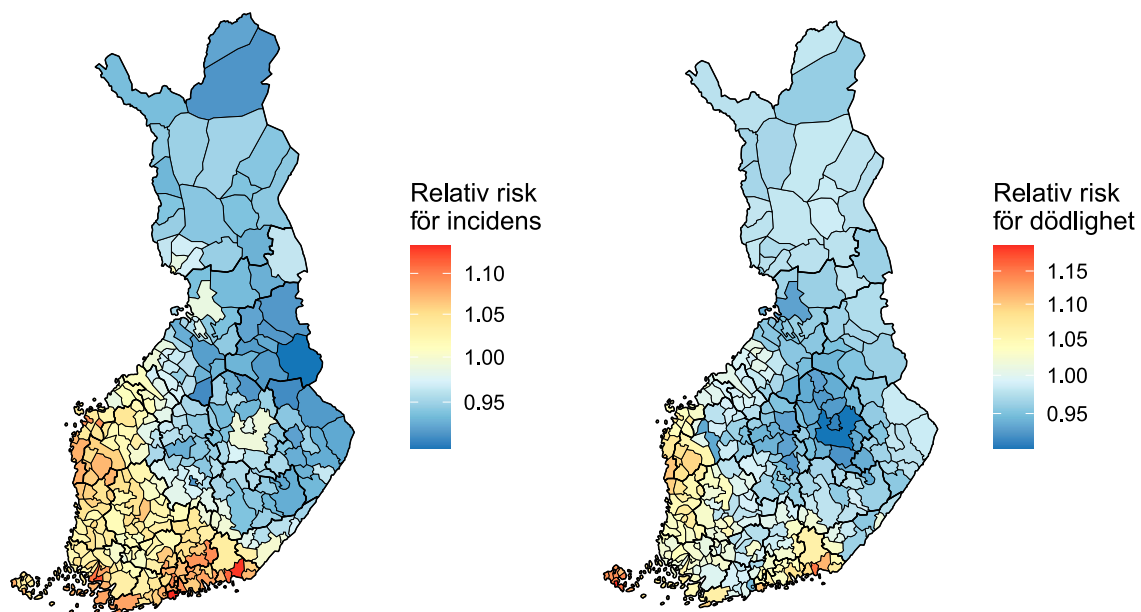 Relativ risk
för incidens
1.10
1.05
1.00
0.95
Relativ risk
för dödlighet
1.15
1.10
1.05
1.00
0.95